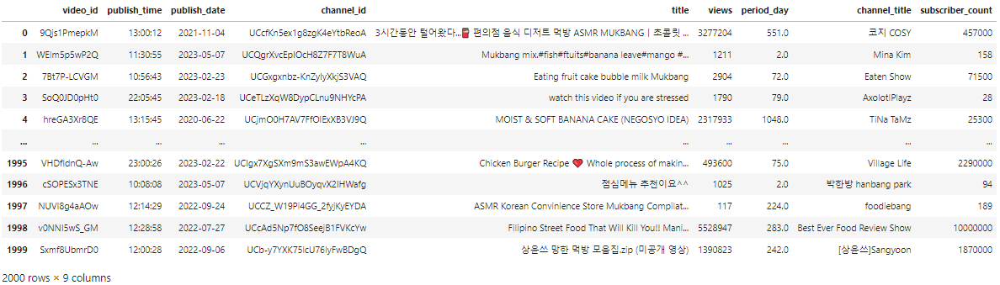 video_id publish_time publish_date channel_id title views period_day channel_title subscriber_count
0 9Qjs1PmepkM 13:00:12 2021-11-04 UCcfKn5ex1g8zgK4eYtbReoA 3시간동안 털어왔다...🥫 편의점 음식 디저트 먹방 ASMR MUKBANG | 초콜릿 ... 3277204 551.0 코지 COSY 457000
1 WEIm5p5wP2Q 11:30:55 2023-05-07 UCQgrXvcEpIOcH8Z7F7T8WuA Mukbang mix.#fish#ftuits#banana leave#mango #... 1211 2.0 Mina Kim 158
2 7Bt7P-LCVGM 10:56:43 2023-02-23 UCGxgxnbz-KnZyIyXkjS3VAQ Eating fruit cake bubble milk Mukbang 2904 72.0 Eaten Show 71500
3 SoQ0JD0pHt0 22:05:45 2023-02-18 UCeTLzXqW8DypCLnu9NHYcPA watch this video if you are stressed 1790 79.0 Axolot!Playz 28
4 hreGA3Xr8QE 13:15:45 2020-06-22 UCjmO0H7AV7FfOIExXB3VJ9Q MOIST & SOFT BANANA CAKE (NEGOSYO IDEA) 2317933 1048.0 TiNa TaMz 25300
... ... ... ... ... ... ... ... ... ...
1995 VHDfIdnQ-Aw 23:00:26 2023-02-22 UCIgx7XgSXm9mS3awEWpA4KQ Chicken Burger Recipe ❤️ Whole process of makin... 493600 75.0 Village Life 2290000
1996 cSOPESx3TNE 10:08:08 2023-05-07 UCVjqYXynUuBOyqvX2IHWafg 점심메뉴 추천이요^^ 1025 2.0 박한방 hanbang park 94
1997 NUVI8g4aAOw 12:14:29 2022-09-24 UCCZ_W19Pi4GG_2fyjKyEYDA ASMR Korean Convinience Store Mukbang Compilat... 117 224.0 foodiebang 189
1998 v0NNI5wS_GM 12:28:58 2022-07-27 UCcAd5Np7fO8SeejB1FVKcYw Filipino Street Food That Will Kill You!! Mani... 5528947 283.0 Best Ever Food Review Show 10000000
1999 Sxmf8UbmrD0 12:00:28 2022-09-06 UCb-y7YXK75IcU76IyFwBDgQ 상윤쓰 망한 먹방 모음집.zip (미공개 영상) 1390823 242.0 [상윤쓰]Sangyoon 1870000
2000 rows × 9 columns